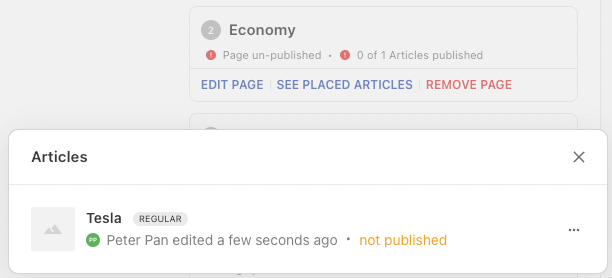 2 Economy
! Page un-published • ! 0 of 1 Articles published
EDIT PAGE SEE PLACED ARTICLES REMOVE PAGE
Articles
Tesla REGULAR
PP Peter Pan edited a few seconds ago • not published